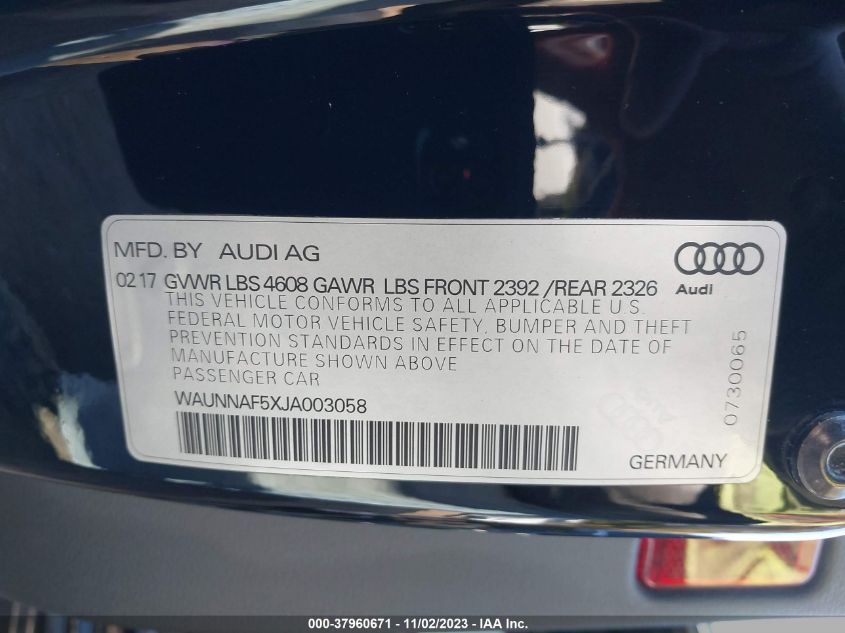 MFD. BY AUDI AG
02 17 GVWR LBS 4608 GAWR LBS FRONT 2392 /REAR 2326
Audi
THIS VEHICLE CONFORMS TO ALL APPLICABLE U.S.
FEDERAL MOTOR VEHICLE SAFETY, BUMPER AND THEFT
PREVENTION STANDARDS IN EFFECT ON THE DATE OF
MANUFACTURE SHOWN ABOVE
PASSENGER CAR
WAUNNAF5XJA003058
0730065
GERMANY
000-37960671 - 11/02/2023 - IAA Inc.